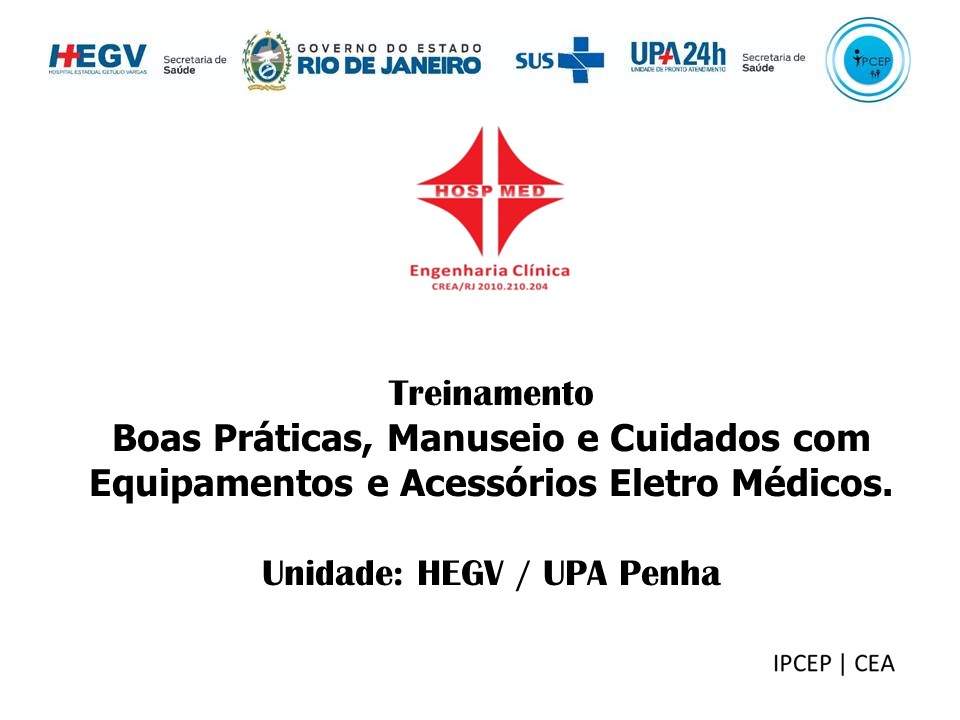 HEGV
HOSPITAL ESTADUAL GETÚLIO VARGAS
Secretaria de
Saúde
GOVERNO DO ESTADO
RIO DE JANEIRO
SUS
UPA 24h
UNIDADE DE PRONTO ATENDIMENTO
Secretaria de
Saúde
IPCEP
HOSP MED
Engenharia Clínica
CREA/RJ 2010.210.204
Treinamento
Boas Práticas, Manuseio e Cuidados com
Equipamentos e Acessórios Eletro Médicos.
Unidade: HEGV / UPA Penha
IPCEP | CEA